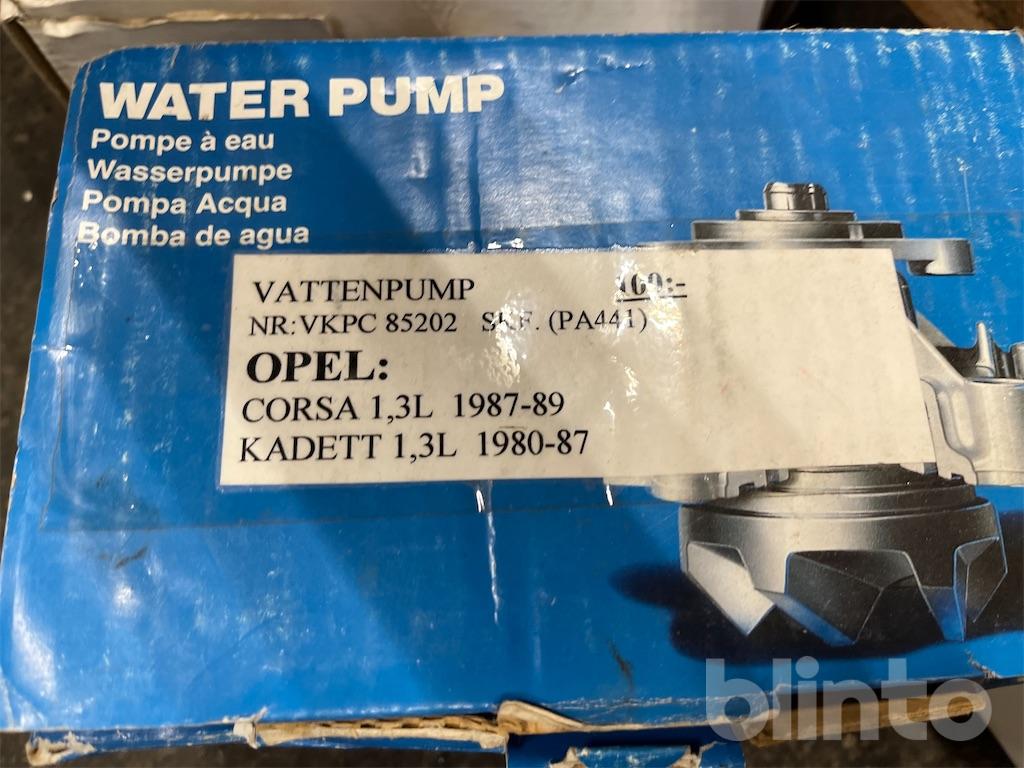 WATER PUMP
Pompe à eau
Wasserpumpe
Pompa Acqua
Bomba de agua
VATTENPUMP 100:-
NR:VKPC 85202 S.K.F. (PA441)
OPEL:
CORSA 1,3L 1987-89
KADETT 1,3L 1980-87
blinto